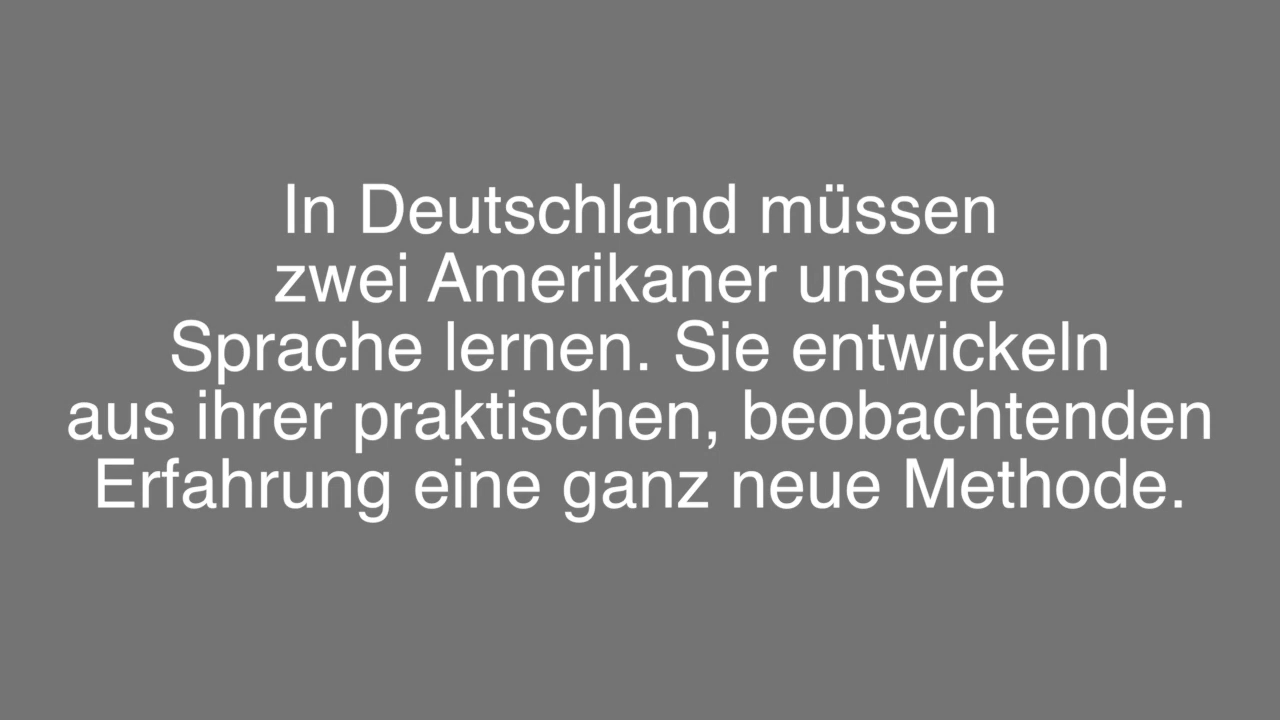 In Deutschland müssen
zwei Amerikaner unsere
Sprache lernen. Sie entwickeln
aus ihrer praktischen, beobachtenden
Erfahrung eine ganz neue Methode.